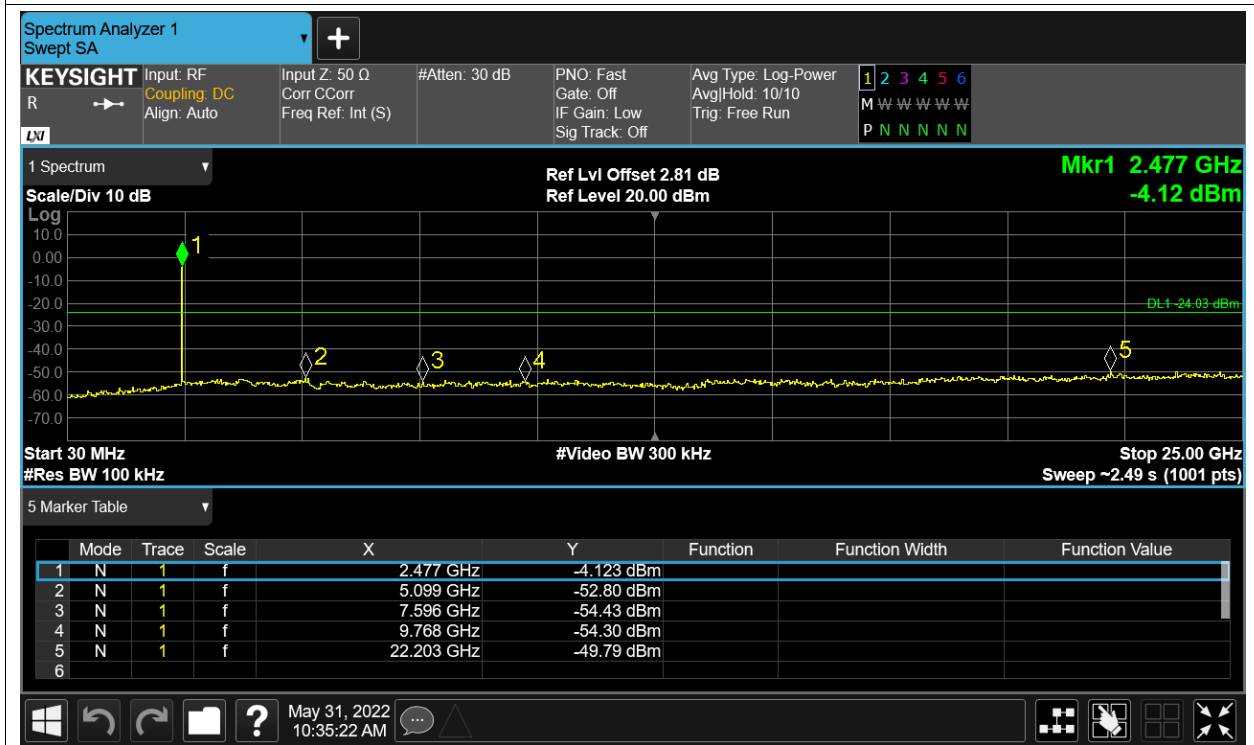 Spectrum Analyzer 1
Swept SA
KEYSIGHT
R
LXI
Input: RF
Coupling: DC
Align: Auto
Input Z: 50 Ω
Corr CCorr
Freq Ref: Int (S)
#Atten: 30 dB
PNO: Fast
Gate: Off
IF Gain: Low
Sig Track: Off
Avg Type: Log-Power
Avg|Hold: 10/10
Trig: Free Run
1 2 3 4 5 6
M W W W W W
P N N N N N
1 Spectrum
Scale/Div 10 dB
Ref Lvl Offset 2.81 dB
Ref Level 20.00 dBm
Mkr1 2.477 GHz
-4.12 dBm
Log
10.0
0.00
-10.0
-20.0
-30.0
-40.0
-50.0
-60.0
-70.0
1
2
3
4
5
DL1 -24.03 dBm
Start 30 MHz
#Res BW 100 kHz
#Video BW 300 kHz
Stop 25.00 GHz
Sweep ~2.49 s (1001 pts)
5 Marker Table
Mode Trace Scale X Y Function Function Width Function Value
1 N 1 f 2.477 GHz -4.123 dBm
2 N 1 f 5.099 GHz -52.80 dBm
3 N 1 f 7.596 GHz -54.43 dBm
4 N 1 f 9.768 GHz -54.30 dBm
5 N 1 f 22.203 GHz -49.79 dBm
6
?
May 31, 2022
10:35:22 AM